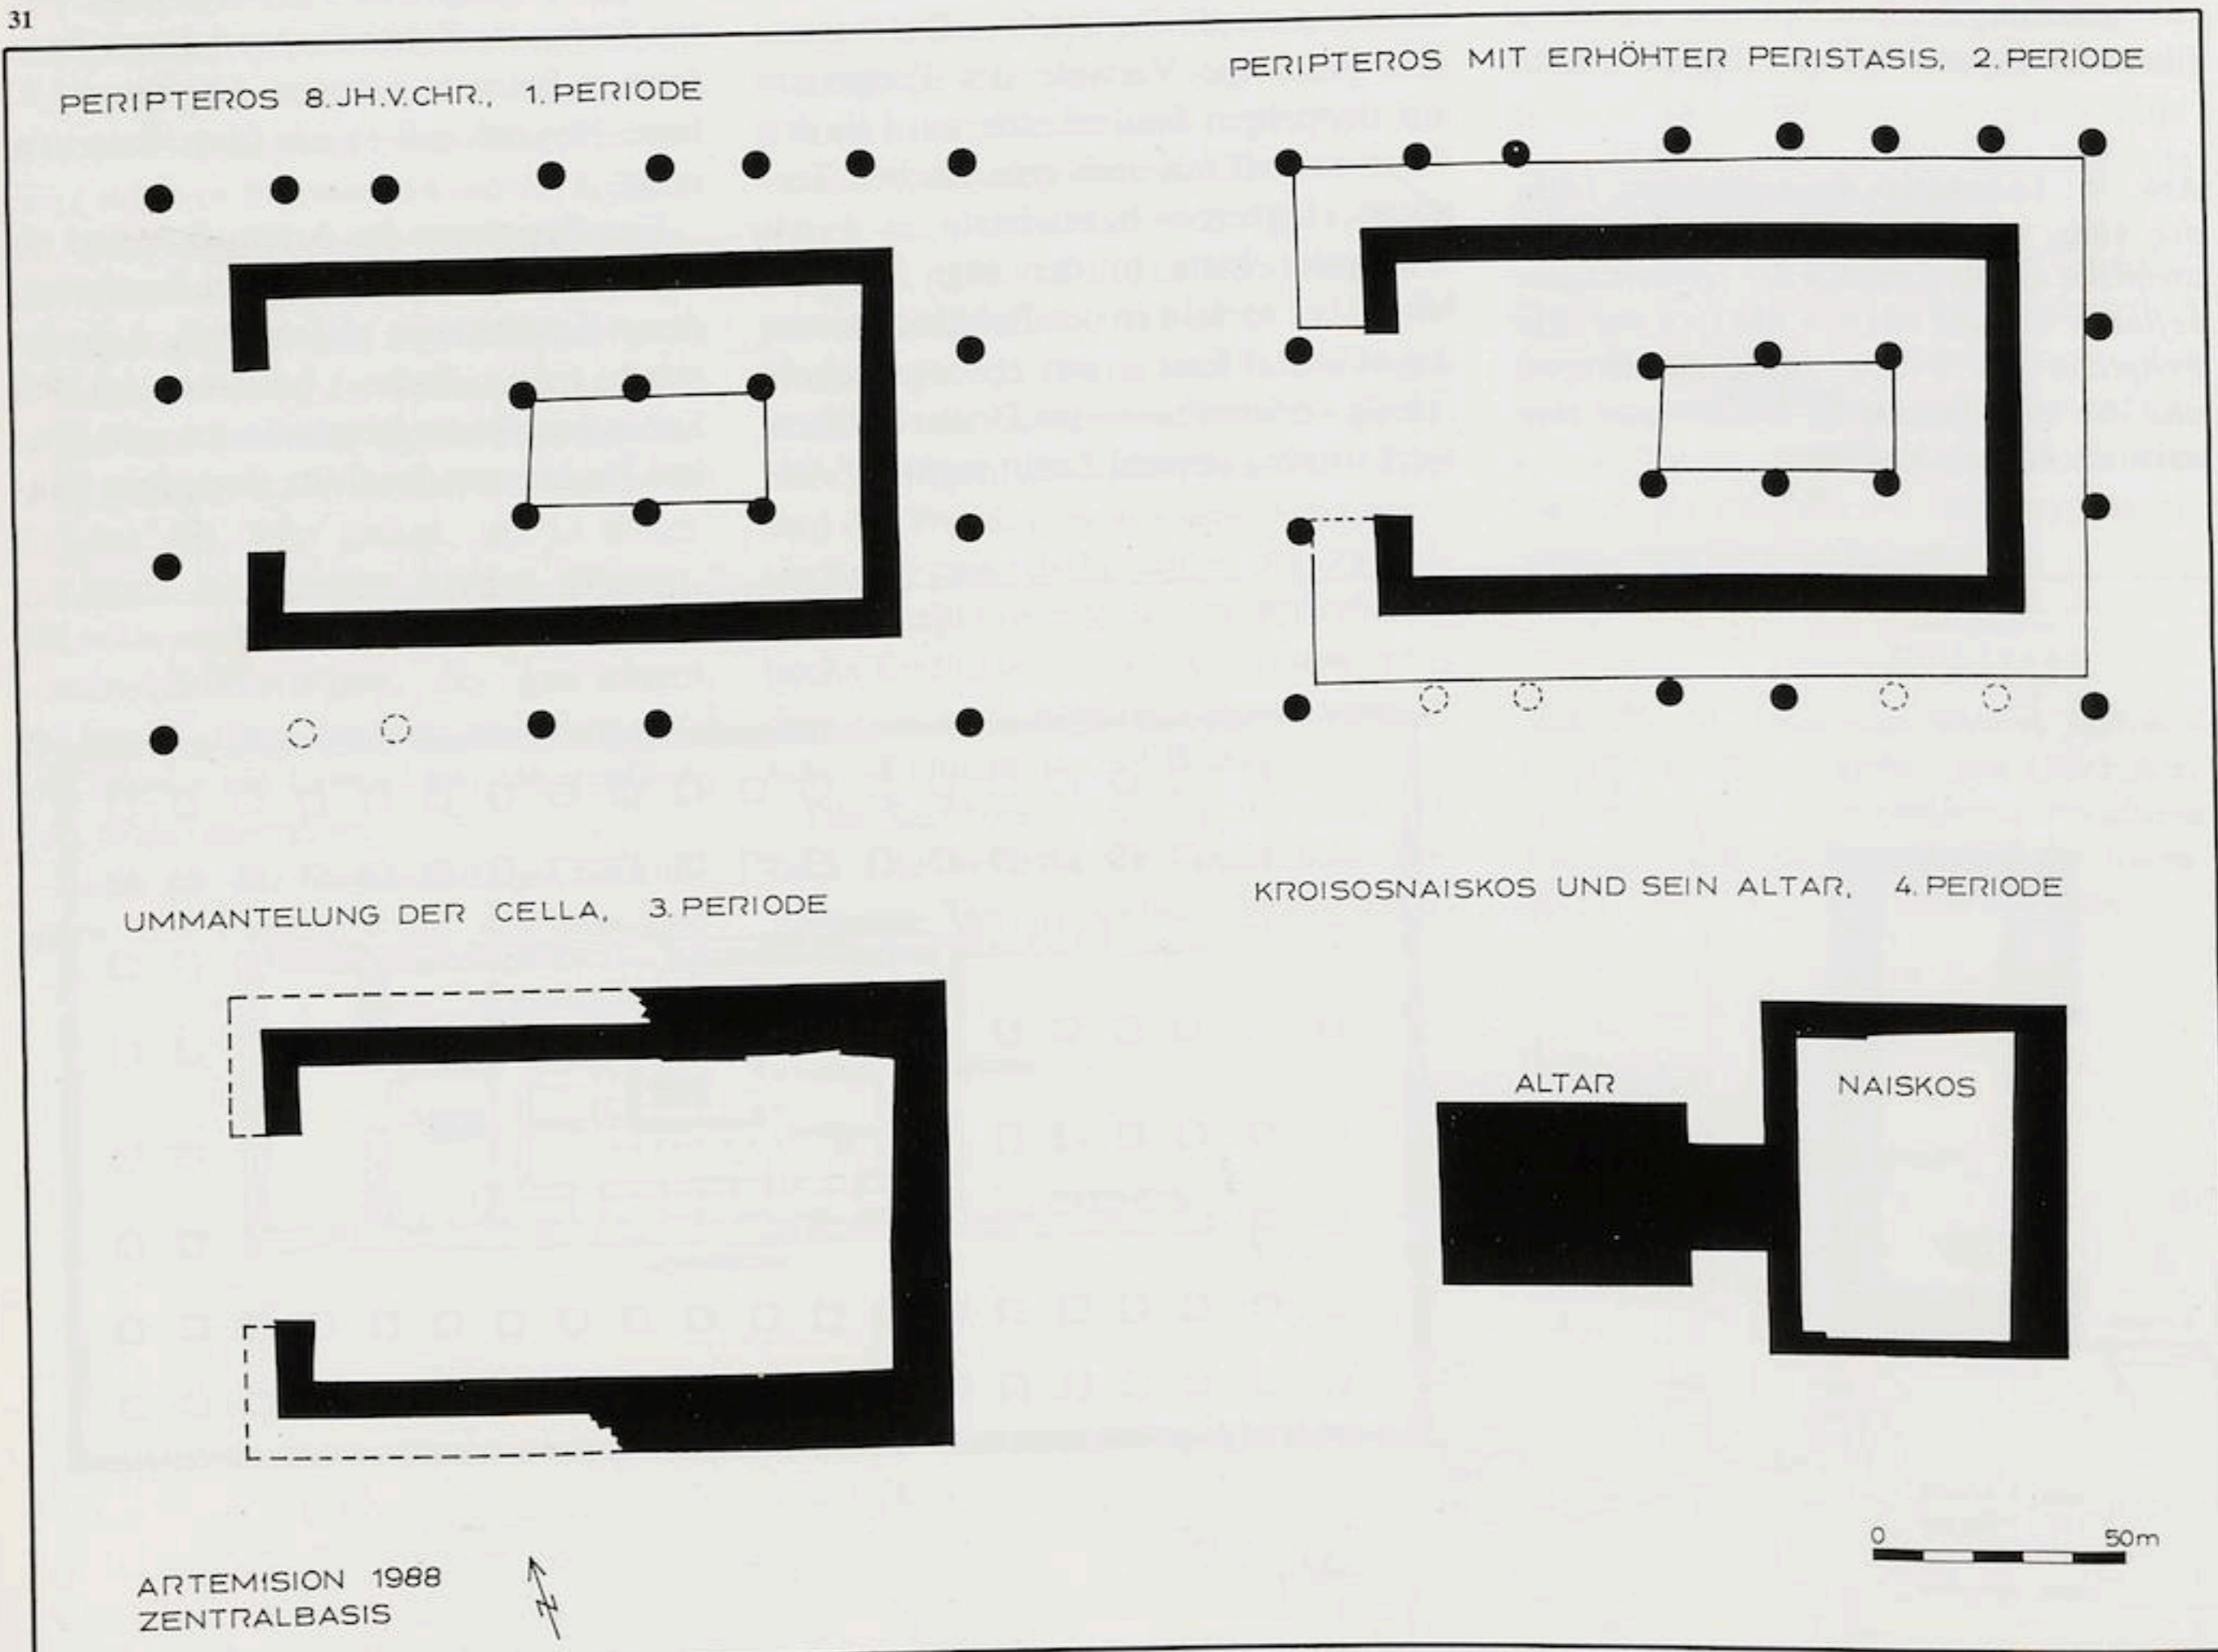 31
PERIPTEROS 8.JH.V.CHR., 1.PERIODE
PERIPTEROS MIT ERHÖHTER PERISTASIS, 2.PERIODE
UMMANTELUNG DER CELLA, 3.PERIODE
KROISOSNAISKOS UND SEIN ALTAR, 4.PERIODE
ALTAR
NAISKOS
ARTEMISION 1988
ZENTRALBASIS
N
0 50m